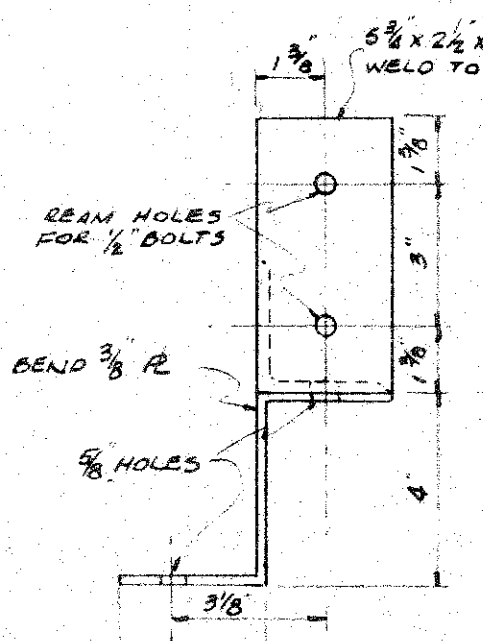 1 3/8"
5 3/4 x 2 1/2 x
WELD TO
1 3/8"
REAM HOLES
FOR 1/2" BOLTS
3"
1 3/8"
BEND 3/8 PL
5/8" HOLES
4"
3 1/8"